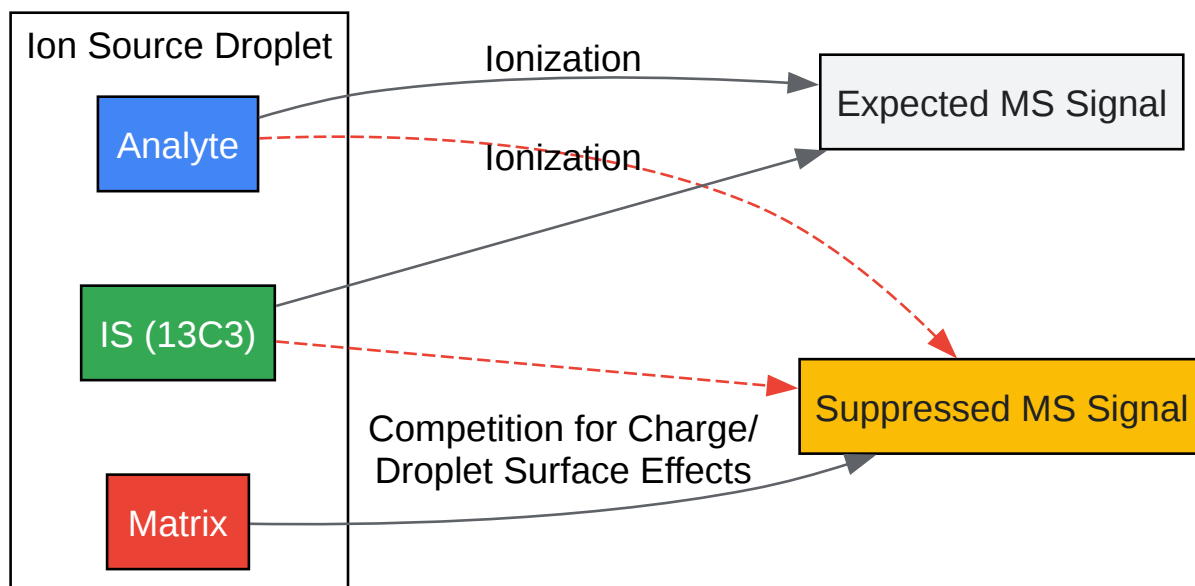 Ion Source Droplet
Ionization
Analyte
Expected MS Signal
Ionization
IS (13C3)
Suppressed MS Signal
Competition for Charge/
Droplet Surface Effects
Matrix